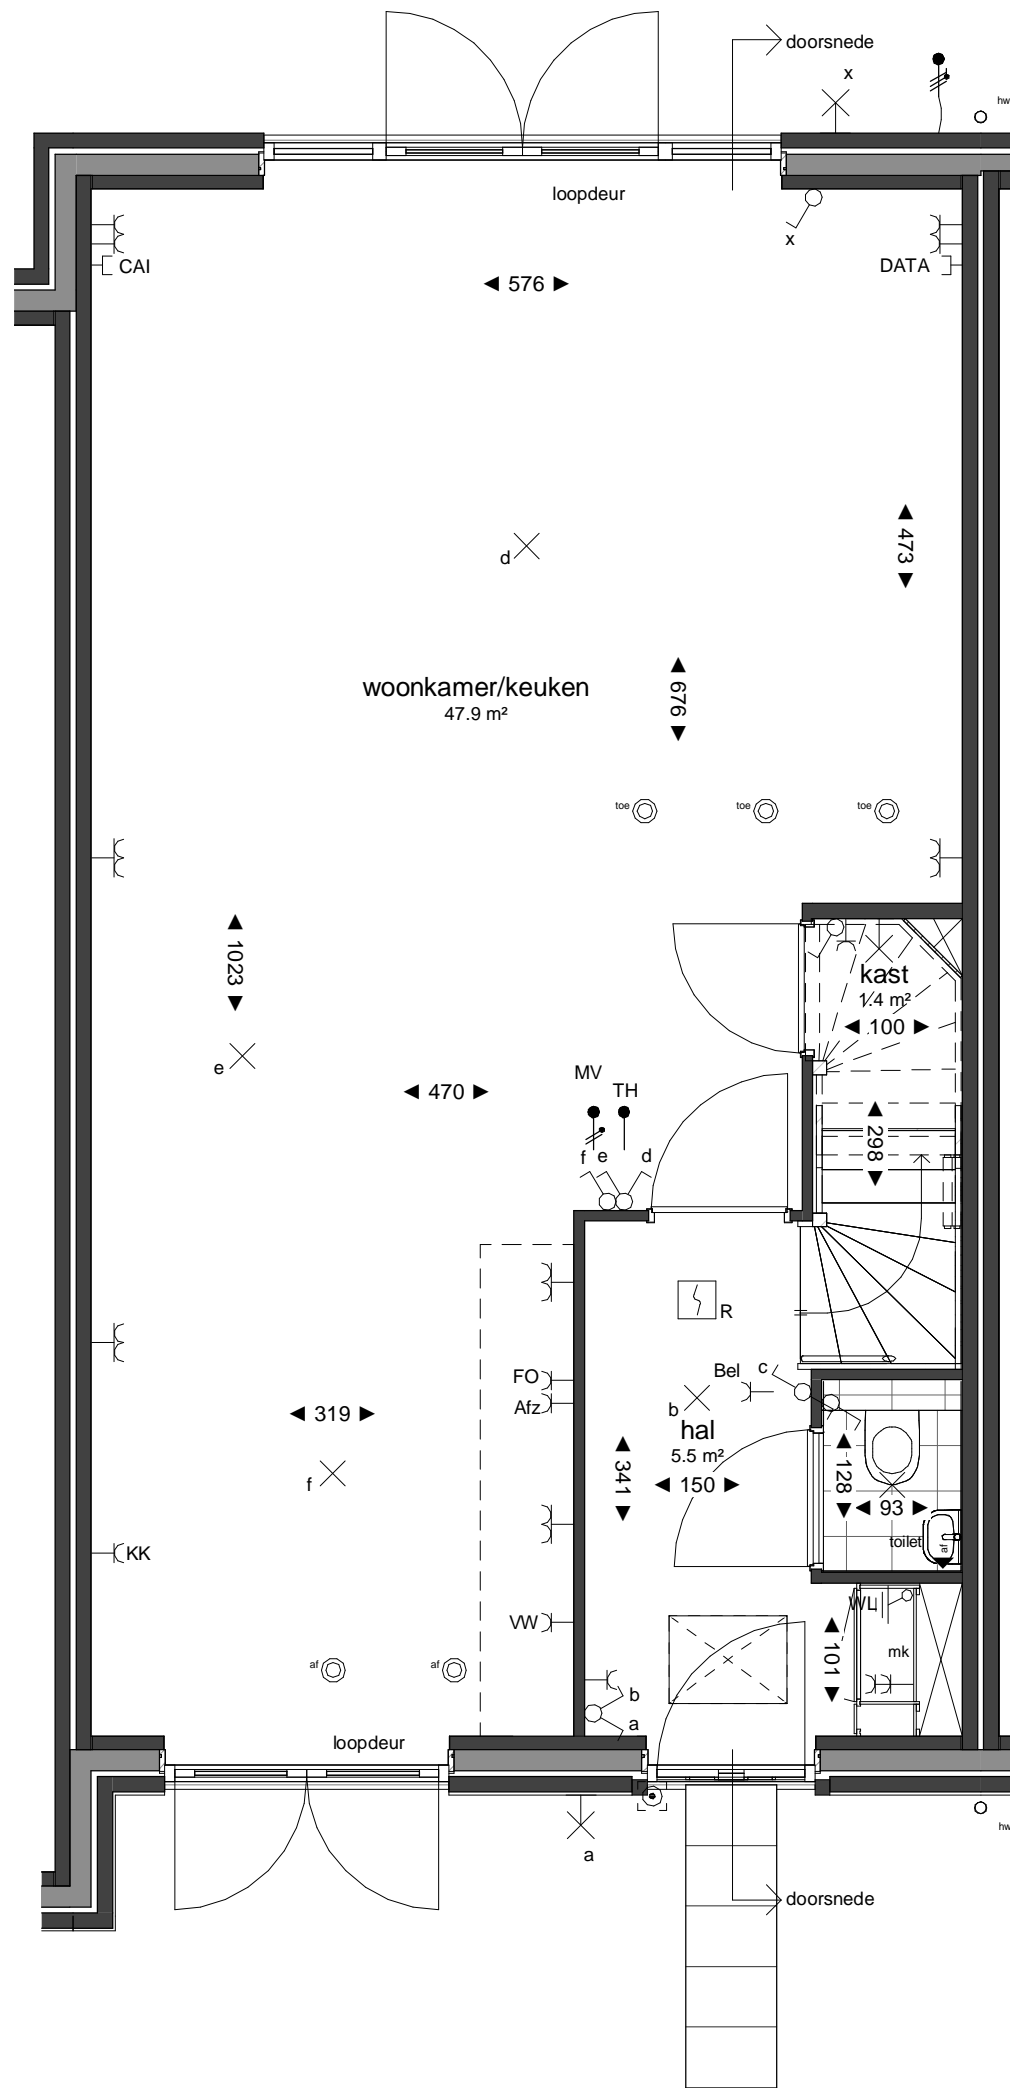 doorsnede
x
hw
loopdeur
x
CAI
DATA
◄ 576 ►
◄ 473 ►
d
woonkamer/keuken
47.9 m²
◄ 676 ►
toe
toe
toe
◄ 1023 ►
kast
1.4 m²
◄ 100 ►
e
MV
TH
◄ 470 ►
◄ 298 ►
f
e
d
R
FO
Afz
Bel
c
b
hal
5.5 m²
◄ 319 ►
◄ 341 ►
◄ 150 ►
◄ 128 ►
◄ 93 ►
f
toilet
af
KK
VW
WL
mk
◄ 101 ►
af
af
b
a
loopdeur
hw
a
doorsnede